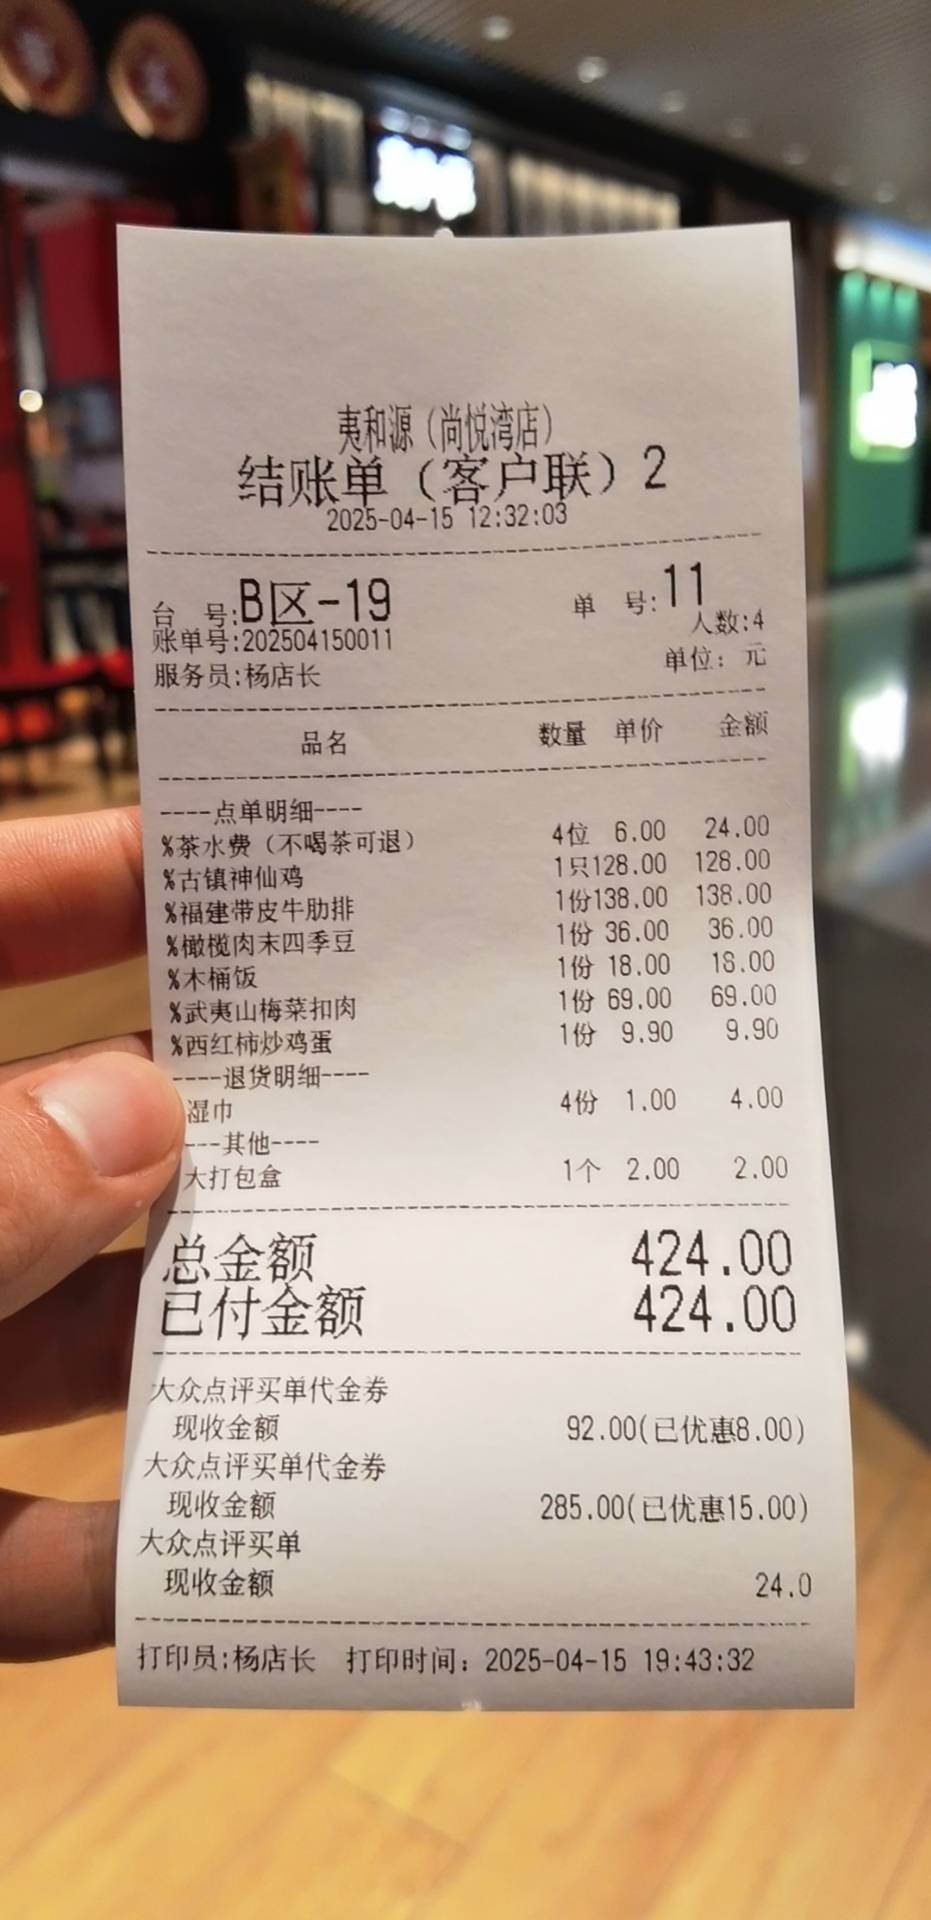 夷和源（尚悦湾店）
结账单（客户联）2
2025-04-15 12:32:03
台 号:B区-19 单 号:11
人数:4
账单号:202504150011
服务员:杨店长 单位：元
品名 数量 单价 金额
----点单明细----
%茶水费（不喝茶可退） 4位 6.00 24.00
%古镇神仙鸡 1只128.00 128.00
%福建带皮牛肋排 1份138.00 138.00
%橄榄肉末四季豆 1份 36.00 36.00
%木桶饭 1份 18.00 18.00
%武夷山梅菜扣肉 1份 69.00 69.00
%西红柿炒鸡蛋 1份 9.90 9.90
----退货明细----
湿巾 4份 1.00 4.00
---其他----
大打包盒 1个 2.00 2.00
总金额 424.00
已付金额 424.00
大众点评买单代金券
现收金额 92.00(已优惠8.00)
大众点评买单代金券
现收金额 285.00(已优惠15.00)
大众点评买单
现收金额 24.0
打印员:杨店长 打印时间：2025-04-15 19:43:32